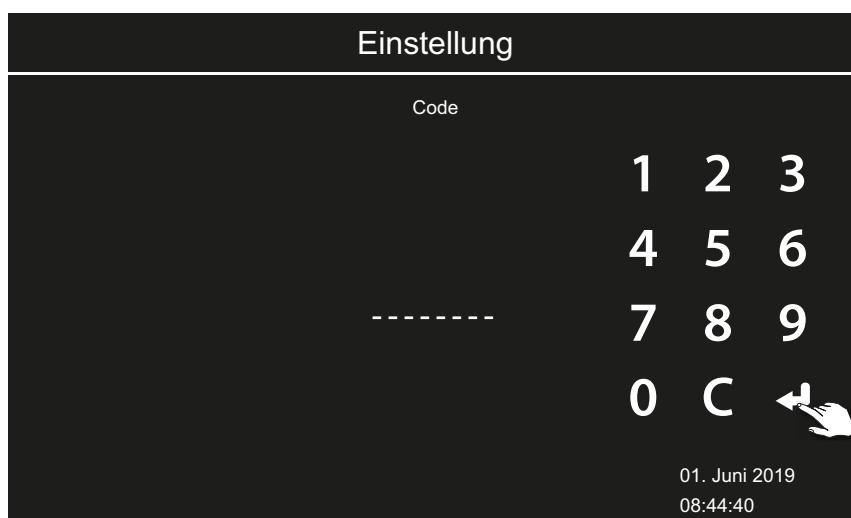 Einstellung
Code
1 2 3
4 5 6
--------
7 8 9
0 C
01. Juni 2019
08:44:40